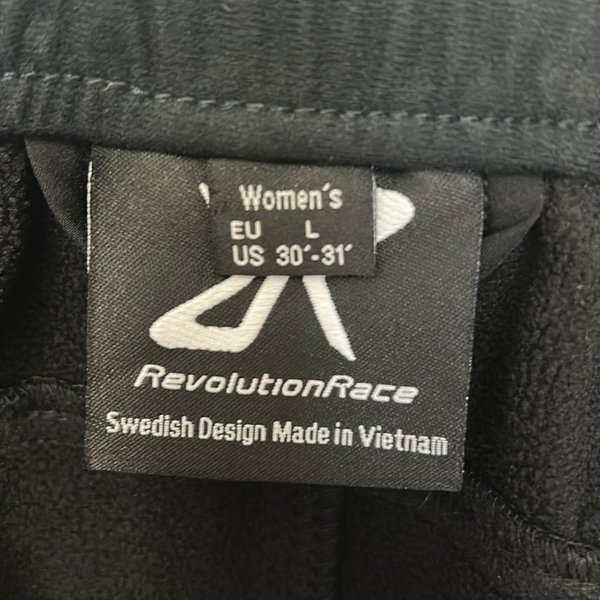 Women's
EU L
US 30´-31´
RevolutionRace
Swedish Design Made in Vietnam